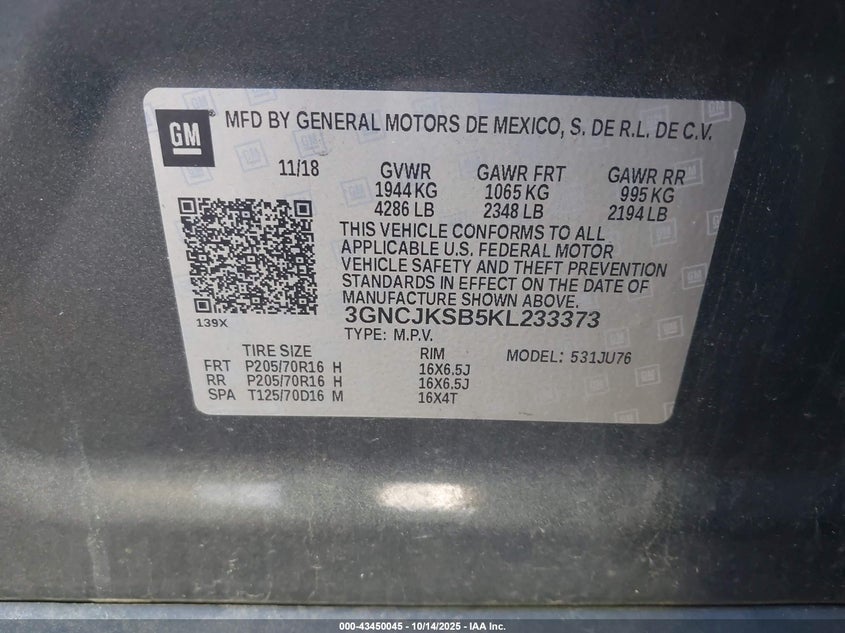 GM
MFD BY GENERAL MOTORS DE MEXICO, S. DE R.L. DE C.V.
11/18 GVWR GAWR FRT GAWR RR
1944 KG 1065 KG 995 KG
4286 LB 2348 LB 2194 LB
THIS VEHICLE CONFORMS TO ALL
APPLICABLE U.S. FEDERAL MOTOR
VEHICLE SAFETY AND THEFT PREVENTION
STANDARDS IN EFFECT ON THE DATE OF
MANUFACTURE SHOWN ABOVE.
139X
3GNCJKSB5KL233373
TYPE: M.P.V.
TIRE SIZE RIM MODEL: 531JU76
FRT P205/70R16 H 16X6.5J
RR P205/70R16 H 16X6.5J
SPA T125/70D16 M 16X4T
000-43450045 - 10/14/2025 - IAA Inc.